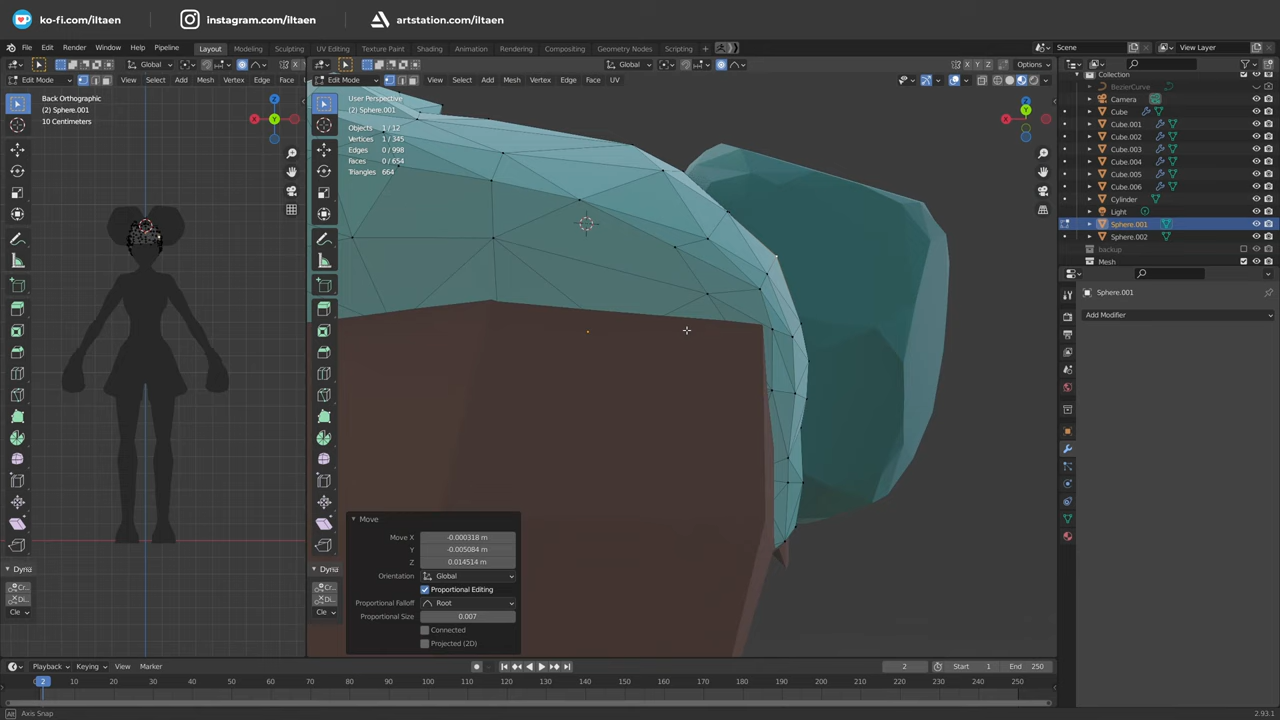 ko-fi.com/iltaen
instagram.com/iltaen
artstation.com/iltaen
File Edit Render Window Help Pipeline
Layout Modeling Sculpting UV Editing Texture Paint Shading Animation Rendering Compositing Geometry Nodes Scripting +
Scene
View Layer
Global
Global
X Y Z
Options
Edit Mode
View Select Add Mesh Vertex Edge Face
Edit Mode
View Select Add Mesh Vertex Edge Face UV
Back Orthographic
(2) Sphere.001
10 Centimeters
X
Y
Z
User Perspective
(2) Sphere.001
Objects 1/12
Vertices 1/345
Edges 0/998
Faces 0/654
Triangles 664
X
Y
Z
Collection
BezierCurve
Camera
Cube
Cube.001
Cube.002
Cube.003
Cube.004
Cube.005
Cube.006
Cylinder
Light
Sphere.001
Sphere.002
backup
Mesh
Sphere.001
Add Modifier
Dyna
Cr
Di
Cle
Dyna
Cr
Di
Cle
Move
Move X -0.000318 m
Y -0.005084 m
Z 0.014514 m
Orientation Global
Proportional Editing
Proportional Falloff Root
Proportional Size 0.007
Connected
Projected (2D)
Playback Keying View Marker
2
Start 1
End 250
2 10 20 30 40 50 60 70 80 90 100 110 120 130 140 150 160 170 180 190 200 210 220 230 240 250
Axis Snap
2.93:1